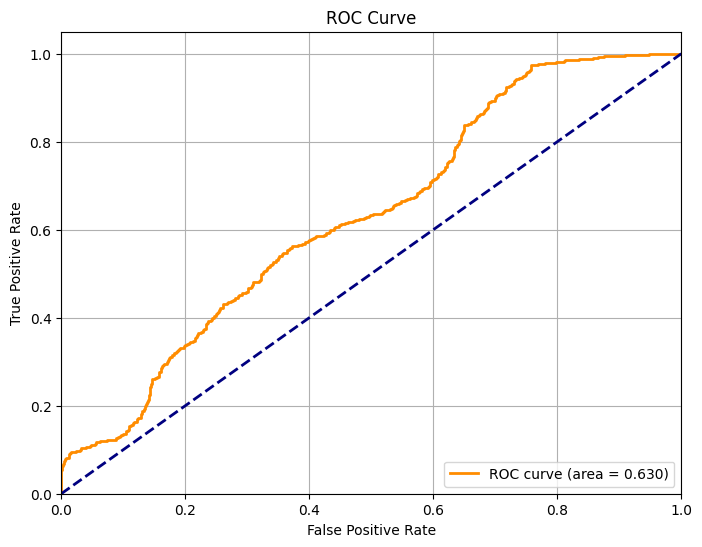 ROC Curve
True Positive Rate
1.0
0.8
0.6
0.4
0.2
0.0
ROC curve (area = 0.630)
0.0 0.2 0.4 0.6 0.8 1.0
False Positive Rate